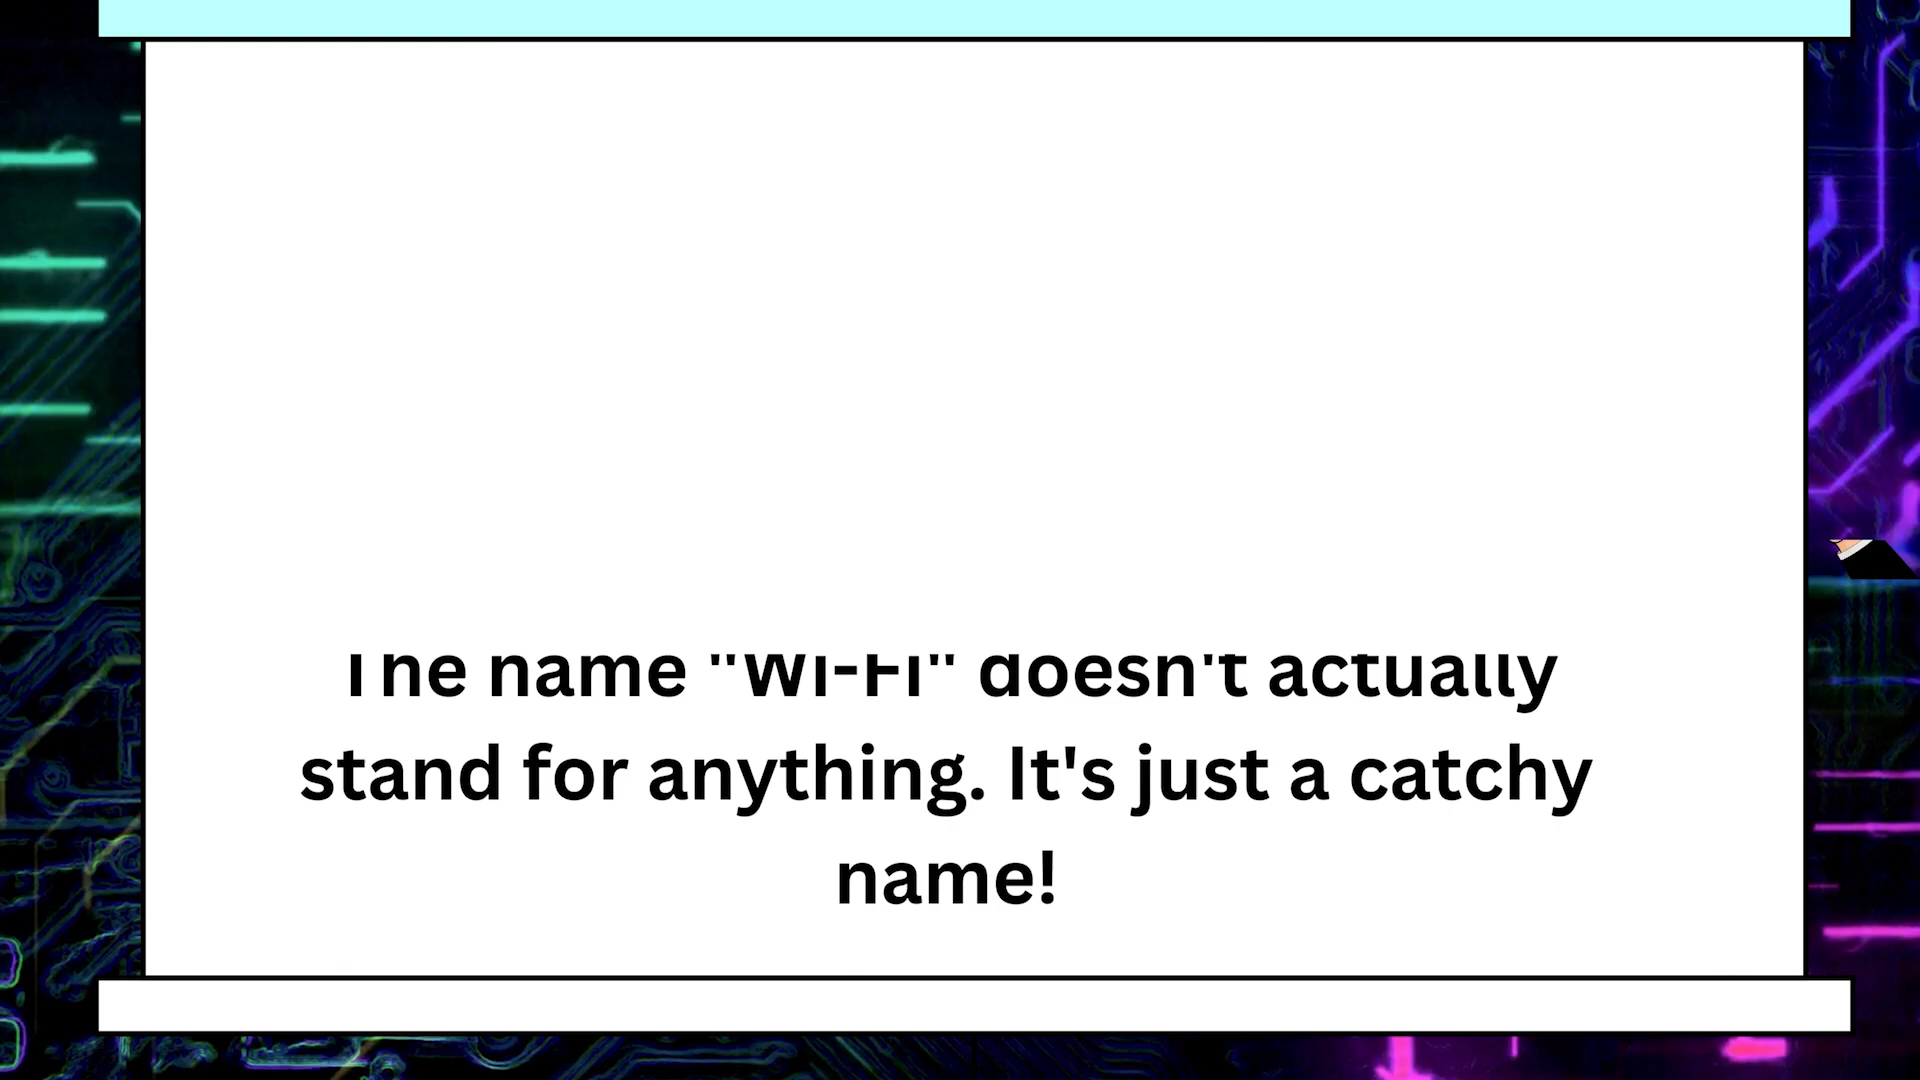 The name "Wi-Fi" doesn't actually
stand for anything. It's just a catchy
name!